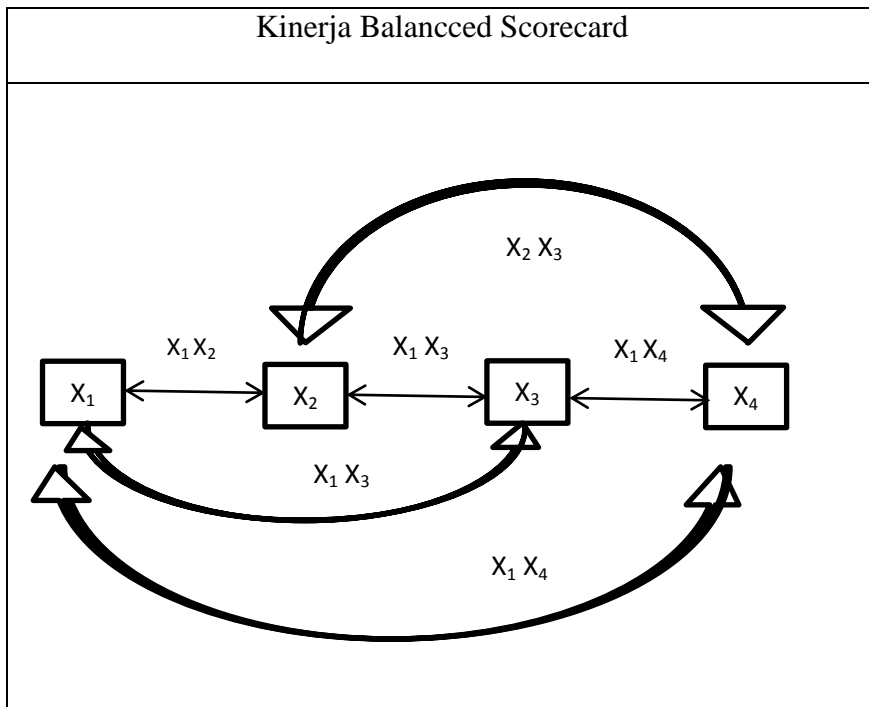 Kinerja Balancced Scorecard
X₂ X₃
X₁ X₂
X₁ X₃
X₁ X₄
X₁
X₂
X₃
X₄
X₁ X₃
X₁ X₄